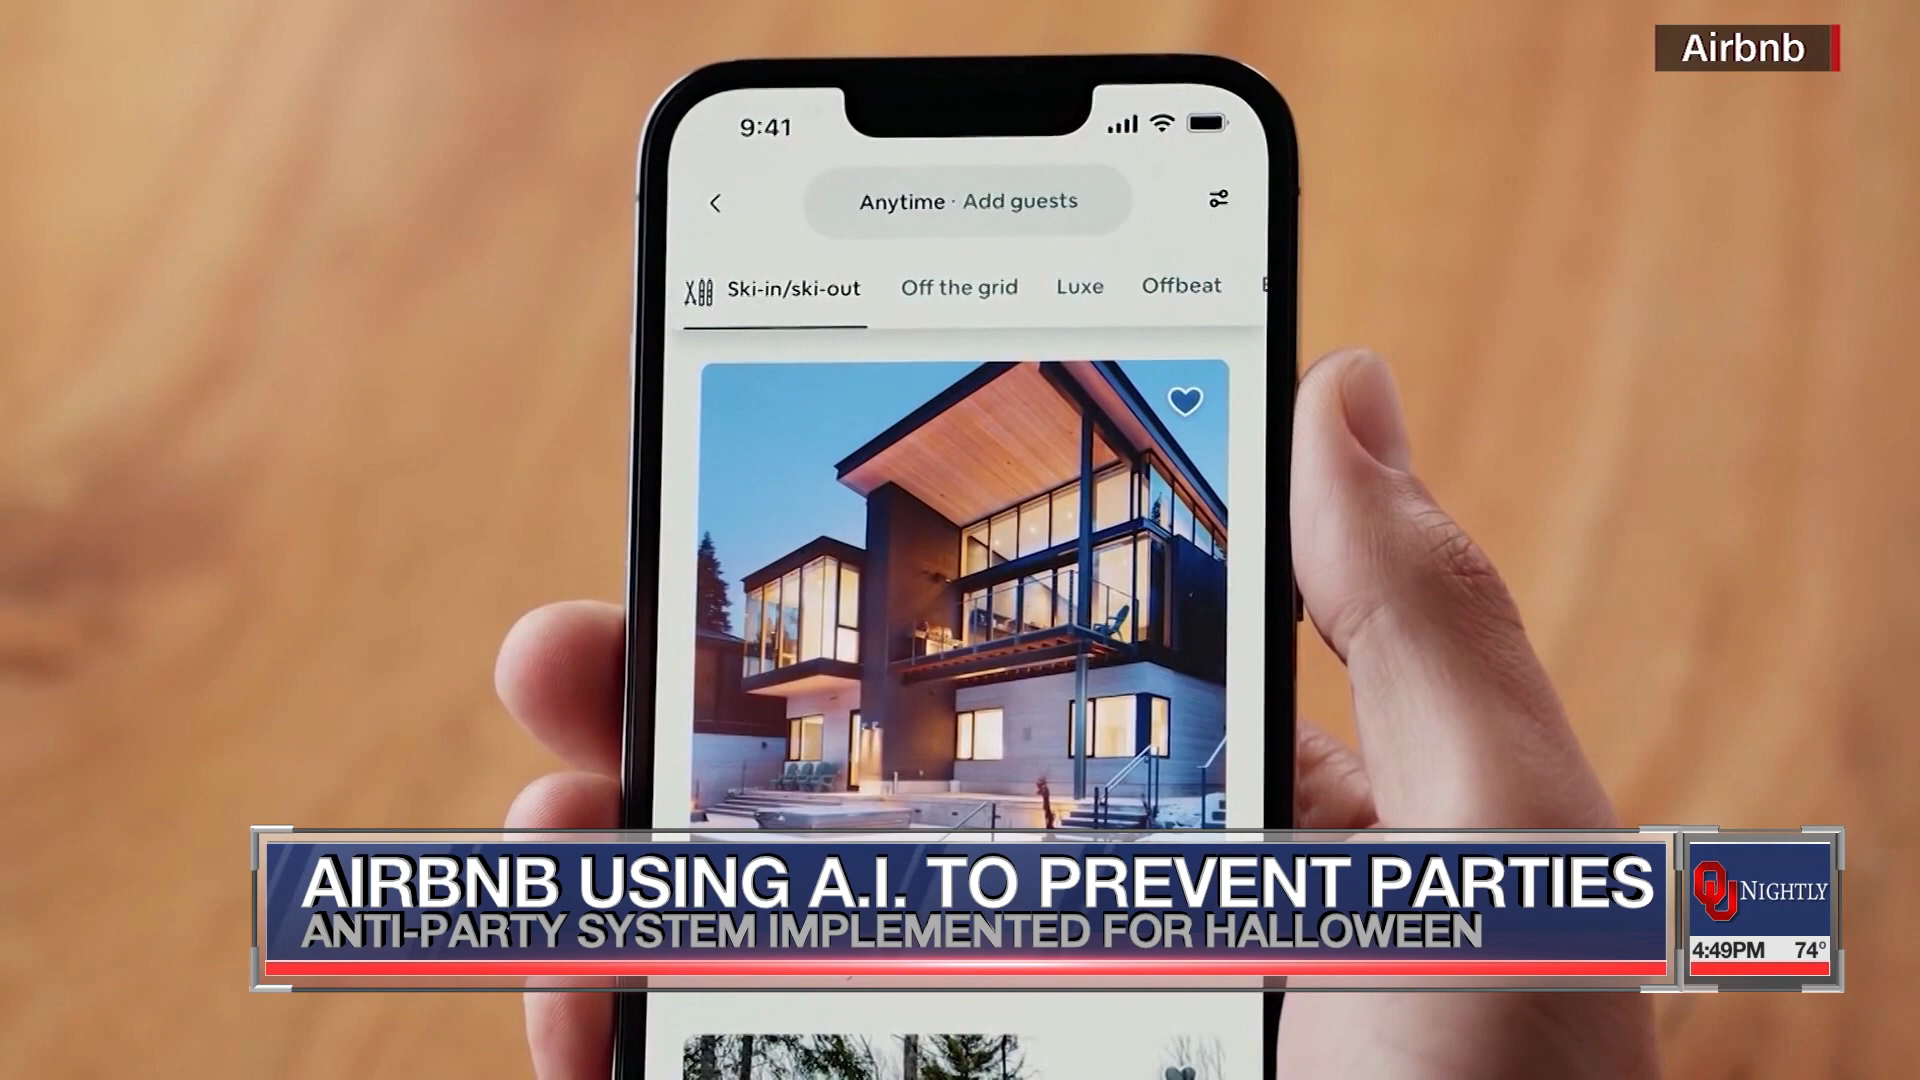 Airbnb
9:41
Anytime · Add guests
Ski-in/ski-out Off the grid Luxe Offbeat
AIRBNB USING A.I. TO PREVENT PARTIES
ANTI-PARTY SYSTEM IMPLEMENTED FOR HALLOWEEN
OU NIGHTLY
4:49PM 74°